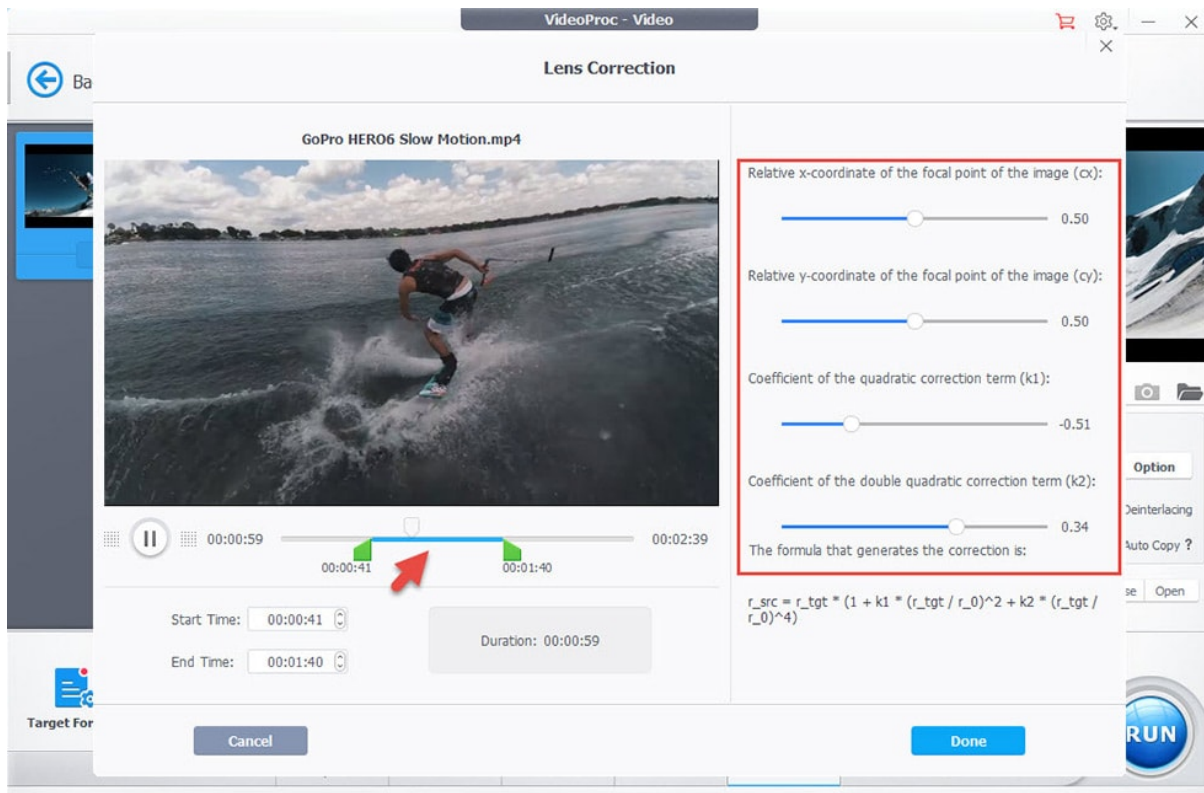 VideoProc - Video
Lens Correction
Ba
GoPro HERO6 Slow Motion.mp4
Relative x-coordinate of the focal point of the image (cx):
0.50
Relative y-coordinate of the focal point of the image (cy):
0.50
Coefficient of the quadratic correction term (k1):
-0.51
Coefficient of the double quadratic correction term (k2):
0.34
The formula that generates the correction is:
r_src = r_tgt * (1 + k1 * (r_tgt / r_0)^2 + k2 * (r_tgt /
r_0)^4)
00:00:59
00:02:39
00:00:41
00:01:40
Start Time: 00:00:41
End Time: 00:01:40
Duration: 00:00:59
Option
Deinterlacing
Auto Copy ?
se
Open
Target For
Cancel
Done
RUN